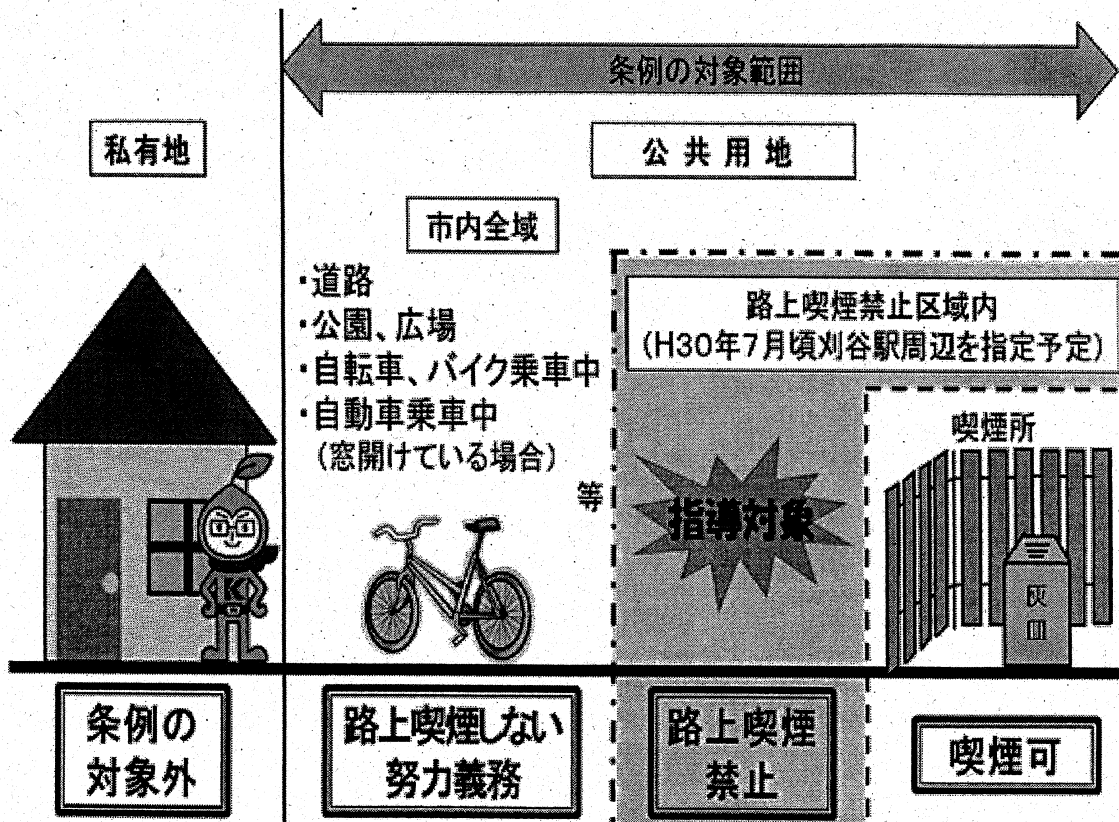 条例の対象範囲
私有地
公共用地
市内全域
・道路
・公園、広場
・自転車、バイク乗車中
・自動車乗車中
（窓開けている場合）
等
路上喫煙禁止区域内
（H30年7月頃刈谷駅周辺を指定予定）
指導対象
喫煙所
灰
皿
K
条例の
対象外
路上喫煙しない
努力義務
路上喫煙
禁止
喫煙可